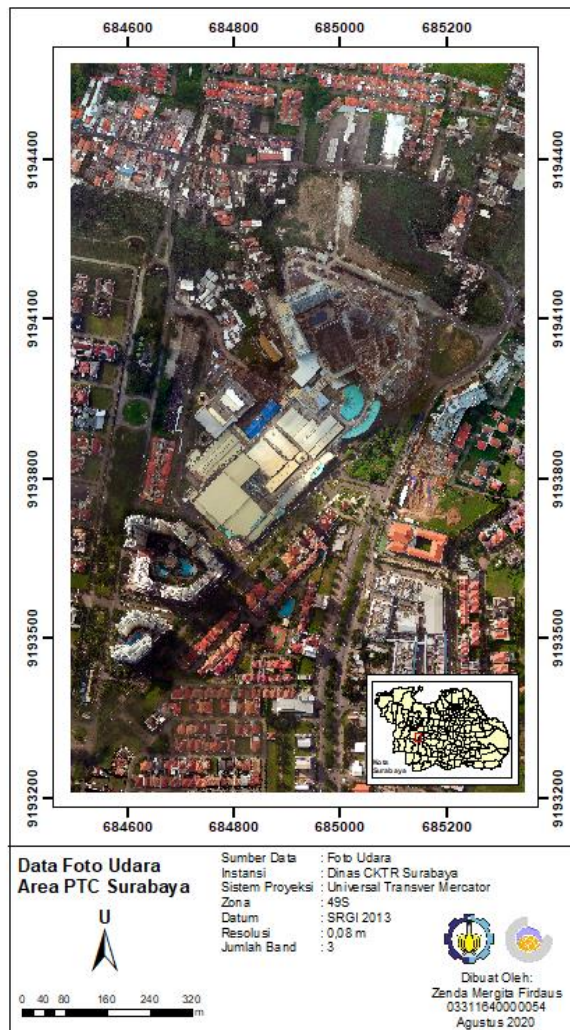 684600 684800 685000 685200
9194400
9194100
9193800
9193500
9193200
9194400
9194100
9193800
9193500
9193200
Kota
Surabaya
684600 684800 685000 685200
Data Foto Udara
Area PTC Surabaya
U
0 40 80 160 240 320
m
Sumber Data : Foto Udara
Instansi : Dinas CKTR Surabaya
Sistem Proyeksi : Universal Transver Mercator
Zona : 49S
Datum : SRGI 2013
Resolusi : 0,08 m
Jumlah Band : 3
Dibuat Oleh:
Zenda Mergita Firdaus
03311640000054
Agustus 2020